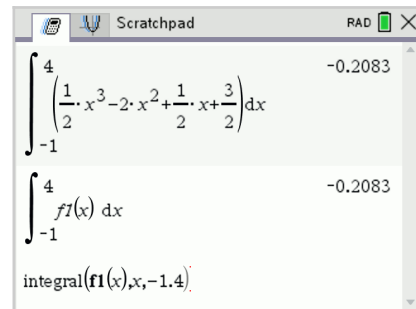 Scratchpad RAD
∫ 4 -1 (1/2·x^3-2·x^2+1/2·x+3/2)dx -0.2083
∫ 4 -1 f1(x) dx -0.2083
integral(f1(x),x,-1.4)